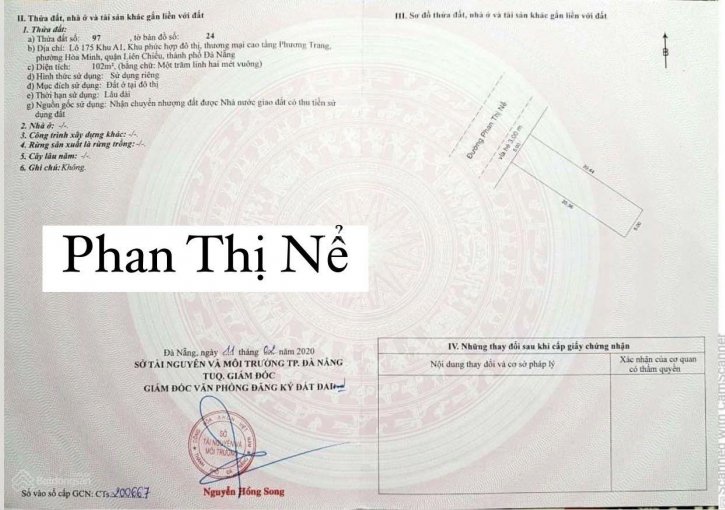 II. Thửa đất, nhà ở và tài sản khác gắn liền với đất
1. Thửa đất:
a) Thửa đất số: 97 , tờ bản đồ số: 24
b) Địa chỉ: Lô 175 Khu A1, Khu phức hợp đô thị, thương mại cao tầng Phương Trang,
phường Hòa Minh, quận Liên Chiểu, thành phố Đà Nẵng
c) Diện tích: 102m², (bằng chữ: Một trăm linh hai mét vuông)
d) Hình thức sử dụng: Sử dụng riêng
đ) Mục đích sử dụng: Đất ở tại đô thị
e) Thời hạn sử dụng: Lâu dài
g) Nguồn gốc sử dụng: Nhận chuyển nhượng đất được Nhà nước giao đất có thu tiền sử
dụng đất
2. Nhà ở: -/-.
3. Công trình xây dựng khác: -/-.
4. Rừng sản xuất là rừng trồng: -/-.
5. Cây lâu năm: -/-.
6. Ghi chú: Không.
Phan Thị Nể
Đà Nẵng, ngày 11 tháng 02 năm 2020
SỞ TÀI NGUYÊN VÀ MÔI TRƯỜNG TP. ĐÀ NẴNG
TUQ. GIÁM ĐỐC
GIÁM ĐỐC VĂN PHÒNG ĐĂNG KÝ ĐẤT ĐAI
SỞ
TÀI NGUYÊN VÀ
MÔI TRƯỜNG
Nguyễn Hồng Song
Số vào sổ cấp GCN: CTs 200667
Batdongsan
III. Sơ đồ thửa đất, nhà ở và tài sản khác gắn liền với đất
B
Đường Phan Thị Nể
vỉa hè 3.00 m
5.00
20.44
20.36
5.00
IV. Những thay đổi sau khi cấp giấy chứng nhận
Nội dung thay đổi và cơ sở pháp lý
Xác nhận của cơ quan
có thẩm quyền